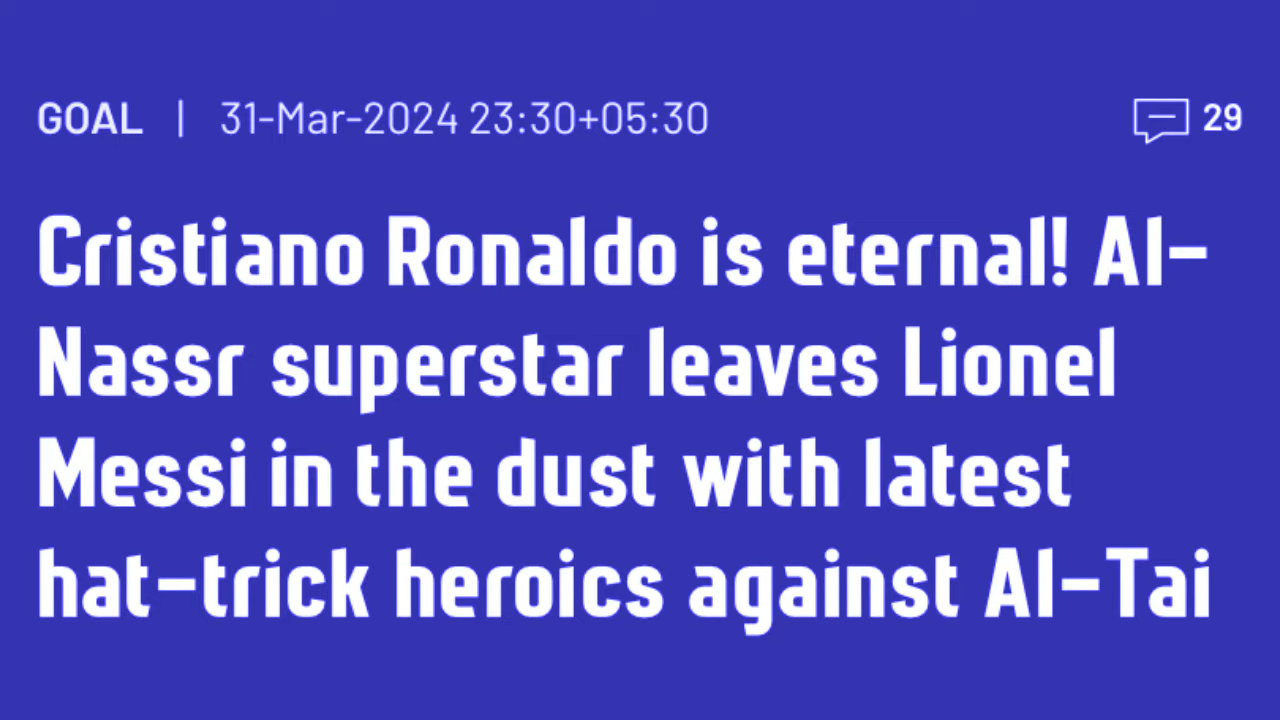 GOAL | 31-Mar-2024 23:30+05:30 29
Cristiano Ronaldo is eternal! Al-
Nassr superstar leaves Lionel
Messi in the dust with latest
hat-trick heroics against Al-Tai